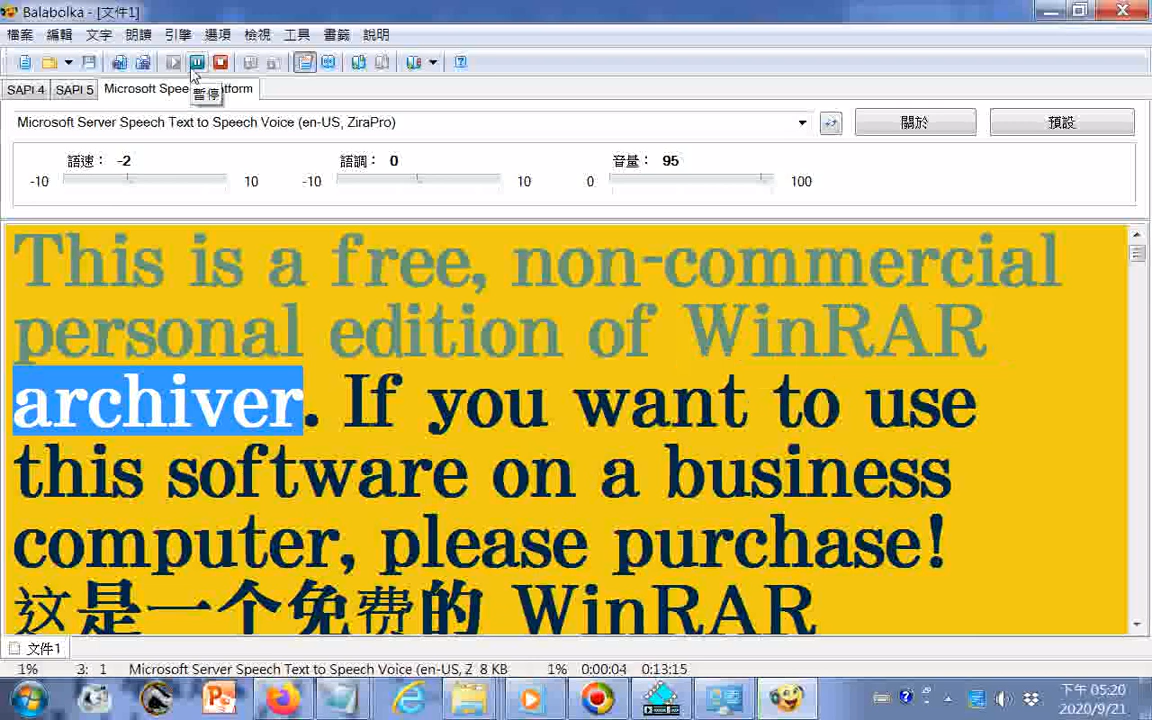 Balabolka - [文件1]
檔案 編輯 文字 朗讀 引擎 選項 檢視 工具 書籤 說明
SAPI 4 SAPI 5 Microsoft Spee atform
暫停
Microsoft Server Speech Text to Speech Voice (en-US, ZiraPro) 關於 預設
語速： -2 語調： 0 音量： 95
-10 10 -10 10 0 100
This is a free, non-commercial
personal edition of WinRAR
archiver. If you want to use
this software on a business
computer, please purchase!
这是一个免费的 WinRAR
文件1
1% 3: 1 Microsoft Server Speech Text to Speech Voice (en-US, Z 8 KB 1% 0:00:04 0:13:15
下午 05:20
2020/9/21